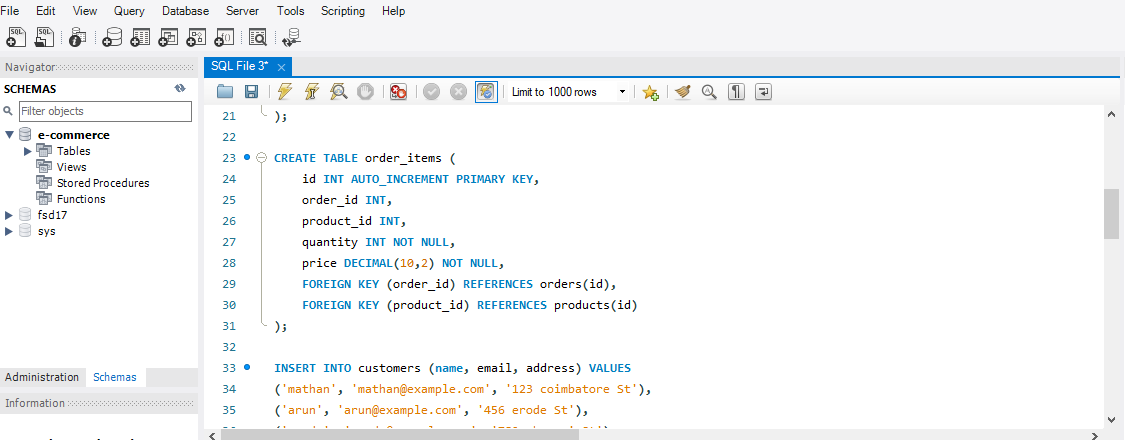 File Edit View Query Database Server Tools Scripting Help
Navigator
SCHEMAS
Filter objects
e-commerce
Tables
Views
Stored Procedures
Functions
fsd17
sys
Administration Schemas
Information
SQL File 3*
Limit to 1000 rows
21 );
22
23 CREATE TABLE order_items (
24 id INT AUTO_INCREMENT PRIMARY KEY,
25 order_id INT,
26 product_id INT,
27 quantity INT NOT NULL,
28 price DECIMAL(10,2) NOT NULL,
29 FOREIGN KEY (order_id) REFERENCES orders(id),
30 FOREIGN KEY (product_id) REFERENCES products(id)
31 );
32
33 INSERT INTO customers (name, email, address) VALUES
34 ('mathan', 'mathan@example.com', '123 coimbatore St'),
35 ('arun', 'arun@example.com', '456 erode St'),